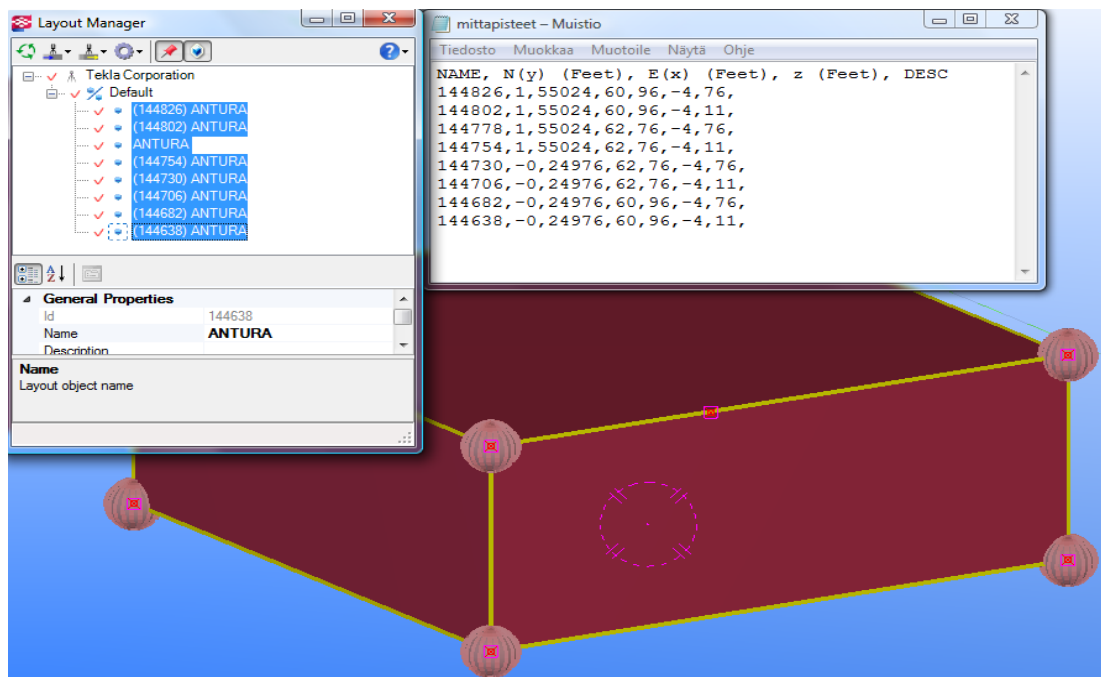 Layout Manager
Tekla Corporation
Default
(144826) ANTURA
(144802) ANTURA
ANTURA
(144754) ANTURA
(144730) ANTURA
(144706) ANTURA
(144682) ANTURA
(144638) ANTURA
General Properties
Id 144638
Name ANTURA
Description
Name
Layout object name
mittapisteet – Muistio
Tiedosto Muokkaa Muotoile Näytä Ohje
NAME, N(y) (Feet), E(x) (Feet), z (Feet), DESC
144826,1,55024,60,96,-4,76,
144802,1,55024,60,96,-4,11,
144778,1,55024,62,76,-4,76,
144754,1,55024,62,76,-4,11,
144730,-0,24976,62,76,-4,76,
144706,-0,24976,62,76,-4,11,
144682,-0,24976,60,96,-4,76,
144638,-0,24976,60,96,-4,11,